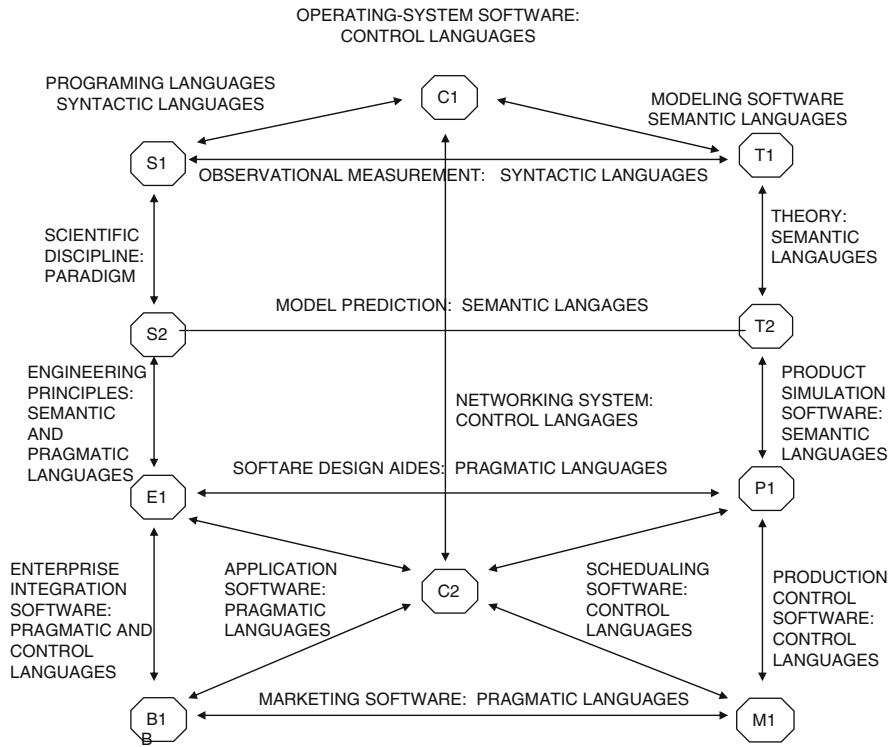 OPERATING-SYSTEM SOFTWARE:
CONTROL LANGUAGES
PROGRAMING LANGUAGES
SYNTACTIC LANGUAGES
C1
MODELING SOFTWARE
SEMANTIC LANGUAGES
S1
T1
OBSERVATIONAL MEASUREMENT: SYNTACTIC LANGUAGES
SCIENTIFIC
DISCIPLINE:
PARADIGM
THEORY:
SEMANTIC
LANGAUGES
MODEL PREDICTION: SEMANTIC LANGAGES
S2
T2
ENGINEERING
PRINCIPLES:
SEMANTIC
AND
PRAGMATIC
LANGUAGES
NETWORKING SYSTEM:
CONTROL LANGAGES
PRODUCT
SIMULATION
SOFTWARE:
SEMANTIC
LANGUAGES
SOFTARE DESIGN AIDES: PRAGMATIC LANGUAGES
E1
P1
ENTERPRISE
INTEGRATION
SOFTWARE:
PRAGMATIC AND
CONTROL
LANGUAGES
APPLICATION
SOFTWARE:
PRAGMATIC
LANGUAGES
C2
SCHEDUALING
SOFTWARE:
CONTROL
LANGUAGES
PRODUCTION
CONTROL
SOFTWARE:
CONTROL
LANGUAGES
MARKETING SOFTWARE: PRAGMATIC LANGUAGES
B1
B
M1